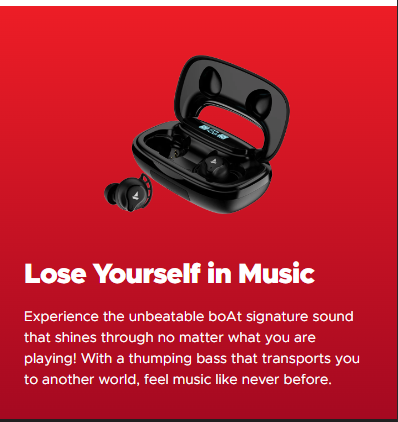 Lose Yourself in Music
Experience the unbeatable boAt signature sound
that shines through no matter what you are
playing! With a thumping bass that transports you
to another world, feel music like never before.